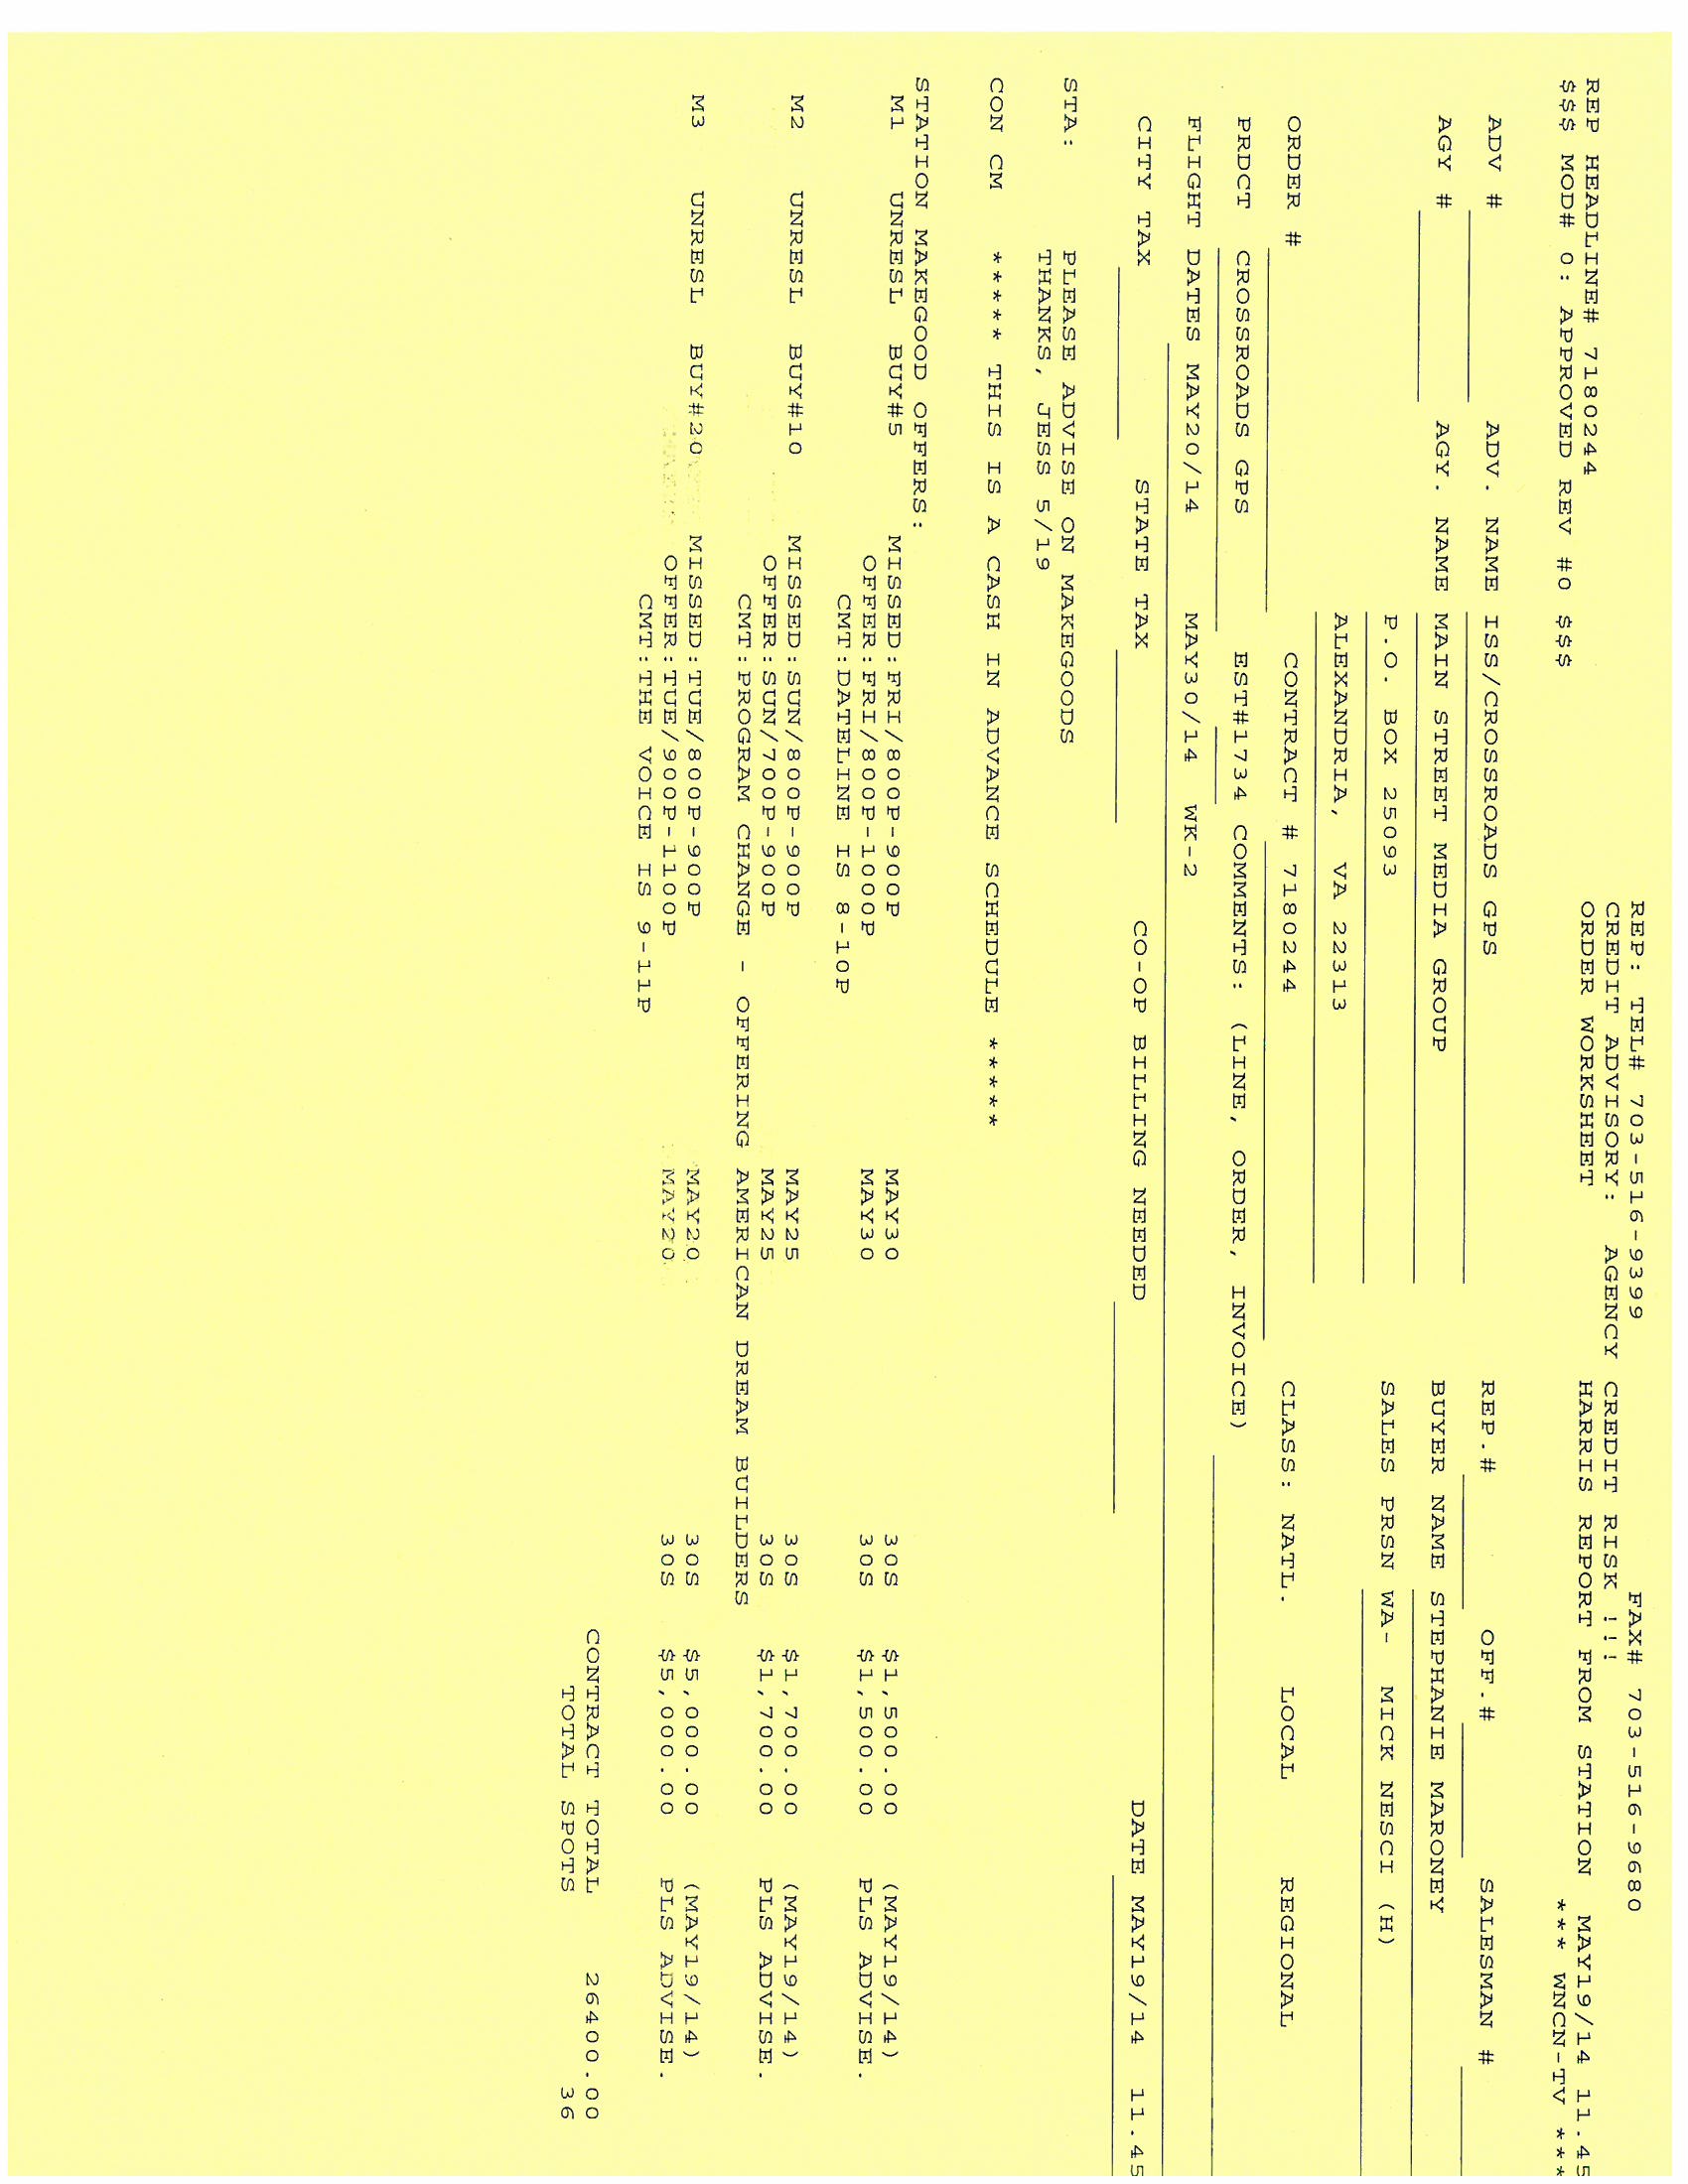 REP: TEL# 703-516-9399 FAX# 703-516-9680
CREDIT ADVISORY: AGENCY CREDIT RISK !!!
REP HEADLINE# 7180244 ORDER WORKSHEET HARRIS REPORT FROM STATION MAY19/14 11.45
$$$ MOD# 0: APPROVED REV #0 $$$ *** WNCN-TV ***
ADV # ADV. NAME ISS/CROSSROADS GPS REP.# OFF.# SALESMAN #
AGY # AGY. NAME MAIN STREET MEDIA GROUP BUYER NAME STEPHANIE MARONEY
P.O. BOX 25093 SALES PRSN WA- MICK NESCI (H)
ALEXANDRIA, VA 22313
ORDER # CONTRACT # 7180244 CLASS: NATL. LOCAL REGIONAL
PRDCT CROSSROADS GPS EST#1734 COMMENTS: (LINE, ORDER, INVOICE)
FLIGHT DATES MAY20/14 MAY30/14 WK-2
CITY TAX STATE TAX CO-OP BILLING NEEDED DATE MAY19/14 11.45
STA: PLEASE ADVISE ON MAKEGOODS
THANKS, JESS 5/19
CON CM ***** THIS IS A CASH IN ADVANCE SCHEDULE *****
STATION MAKEGOOD OFFERS:
M1 UNRESL BUY#5 MISSED:FRI/800P-900P MAY30 30S $1,500.00 (MAY19/14)
OFFER:FRI/800P-1000P MAY30 30S $1,500.00 PLS ADVISE.
CMT:DATELINE IS 8-10P
M2 UNRESL BUY#10 MISSED:SUN/800P-900P MAY25 30S $1,700.00 (MAY19/14)
OFFER:SUN/700P-900P MAY25 30S $1,700.00 PLS ADVISE.
CMT:PROGRAM CHANGE - OFFERING AMERICAN DREAM BUILDERS
M3 UNRESL BUY#20 MISSED:TUE/800P-900P MAY20 30S $5,000.00 (MAY19/14)
OFFER:TUE/900P-1100P MAY20 30S $5,000.00 PLS ADVISE.
CMT:THE VOICE IS 9-11P
CONTRACT TOTAL 26400.00
TOTAL SPOTS 36